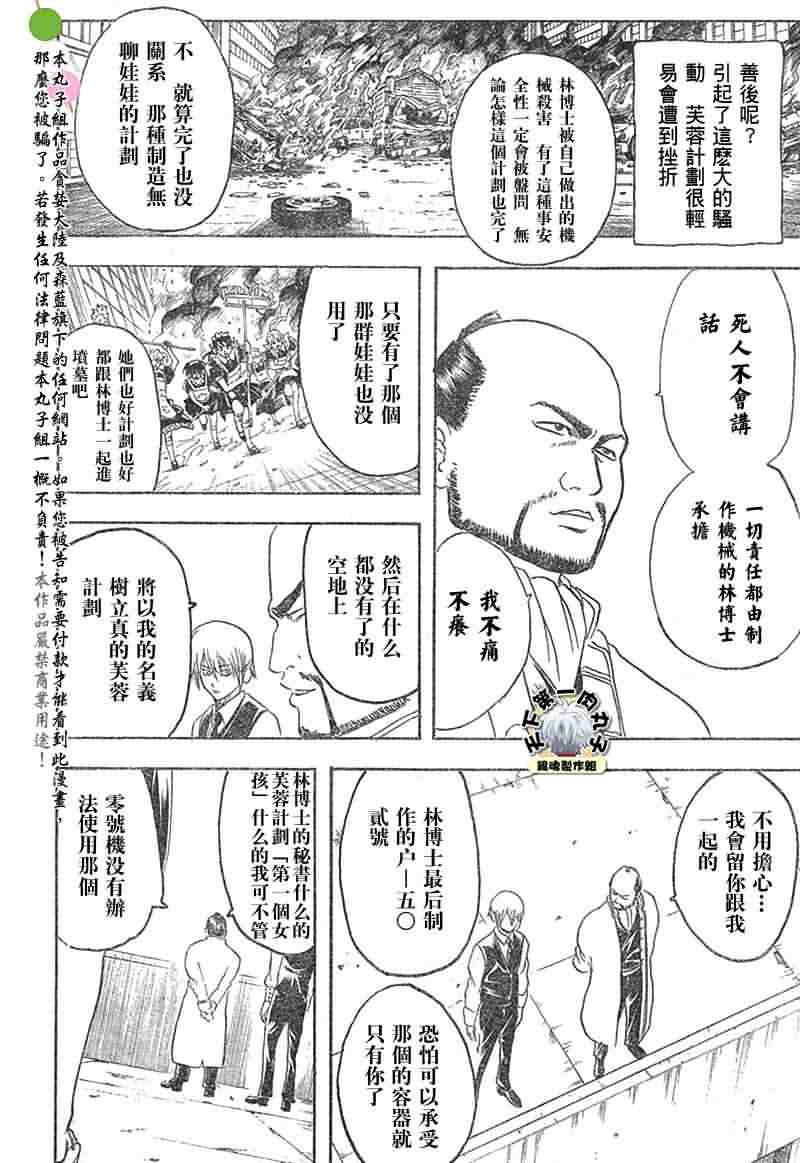 善後呢？
引起了這麼大的騷
動　芙蓉計劃很輕
易會遭到挫折
林博士被自己做出的機
械殺害　有了這種事安
全性一定會被盤問　無
論怎樣這個計劃也完了
不　就算完了也没
關系　那種制造無
聊娃娃的計劃
死人不會講
話
一切責任都由制
作機械的林博士
承擔
我不痛
不癢
只要有了那個
那群娃娃也没
用了
她們也好計劃也好
都跟林博士一起進
墳墓吧
然后在什么
都没有了的
空地上
將以我的名義
樹立真的芙蓉
計劃
天下第一肉丸子
銀魂製作組
不用擔心…
我會留你跟我
一起的
林博士最后制
作的户—五〇
貳號
恐怕可以承受
那個的容器就
只有你了
林博士的秘書什么的
芙蓉計劃「第一個女
孩」什么的我可不管
零號機没有辦
法使用那個
本丸子組作品貪婪大陸及森藍旗下的任何網站。如果您被告知需要付款才能看到此漫畫，
那麼您被騙了。若發生任何法律問題本丸子組一概不負責！本作品嚴禁商業用途！